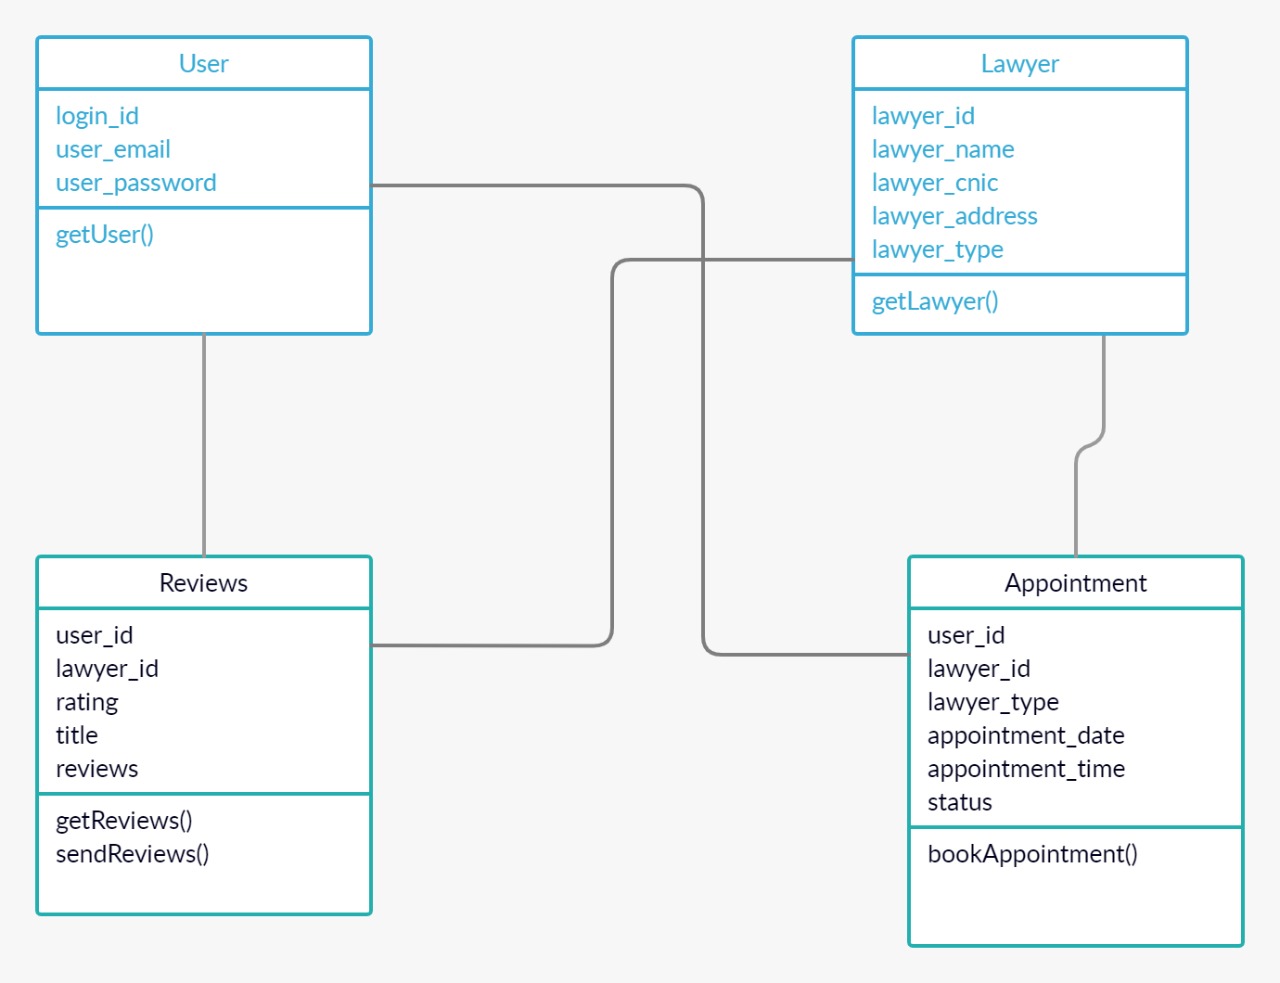 User
login_id
user_email
user_password
getUser()
Lawyer
lawyer_id
lawyer_name
lawyer_cnic
lawyer_address
lawyer_type
getLawyer()
Reviews
user_id
lawyer_id
rating
title
reviews
getReviews()
sendReviews()
Appointment
user_id
lawyer_id
lawyer_type
appointment_date
appointment_time
status
bookAppointment()